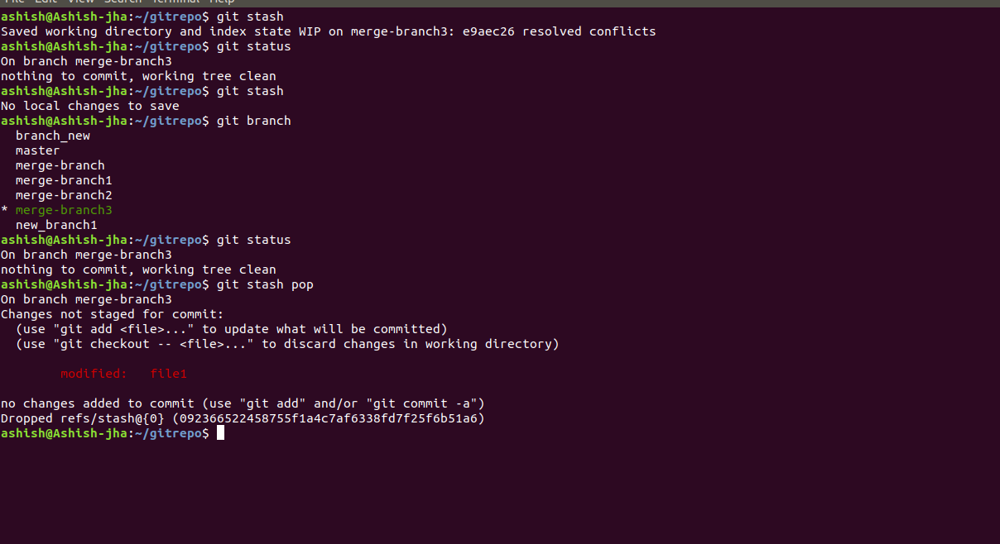 File Edit View Search Terminal Help
ashish@Ashish-jha:~/gitrepo$ git stash
Saved working directory and index state WIP on merge-branch3: e9aec26 resolved conflicts
ashish@Ashish-jha:~/gitrepo$ git status
On branch merge-branch3
nothing to commit, working tree clean
ashish@Ashish-jha:~/gitrepo$ git stash
No local changes to save
ashish@Ashish-jha:~/gitrepo$ git branch
  branch_new
  master
  merge-branch
  merge-branch1
  merge-branch2
* merge-branch3
  new_branch1
ashish@Ashish-jha:~/gitrepo$ git status
On branch merge-branch3
nothing to commit, working tree clean
ashish@Ashish-jha:~/gitrepo$ git stash pop
On branch merge-branch3
Changes not staged for commit:
  (use "git add <file>..." to update what will be committed)
  (use "git checkout -- <file>..." to discard changes in working directory)
        modified:   file1
no changes added to commit (use "git add" and/or "git commit -a")
Dropped refs/stash@{0} (092366522458755f1a4c7af6338fd7f25f6b51a6)
ashish@Ashish-jha:~/gitrepo$